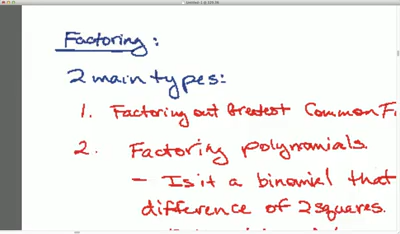 Factoring:
2 main types:
1. Factoring out Greatest Common F
2. Factoring polynomials.
- Is it a binomial that
difference of 2 squares.